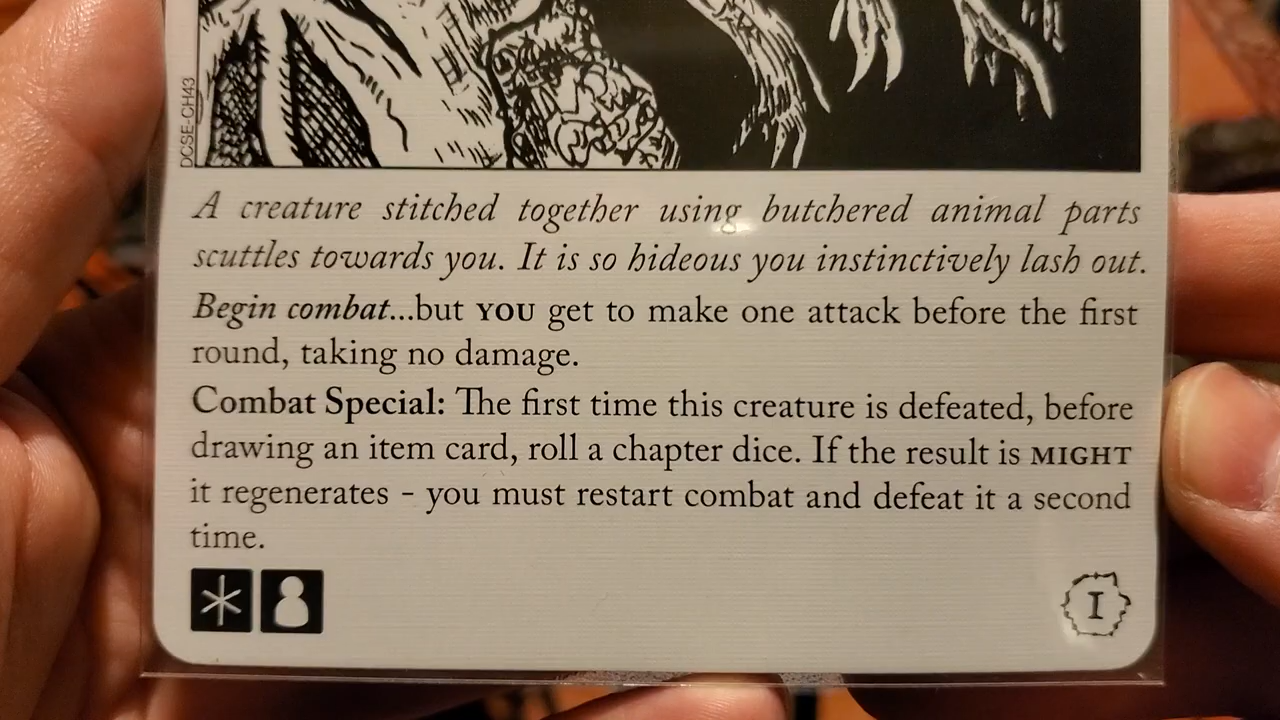 DCSE-CH43
A creature stitched together using butchered animal parts
scuttles towards you. It is so hideous you instinctively lash out.
Begin combat...but YOU get to make one attack before the first
round, taking no damage.
Combat Special: The first time this creature is defeated, before
drawing an item card, roll a chapter dice. If the result is MIGHT
it regenerates - you must restart combat and defeat it a second
time.
I